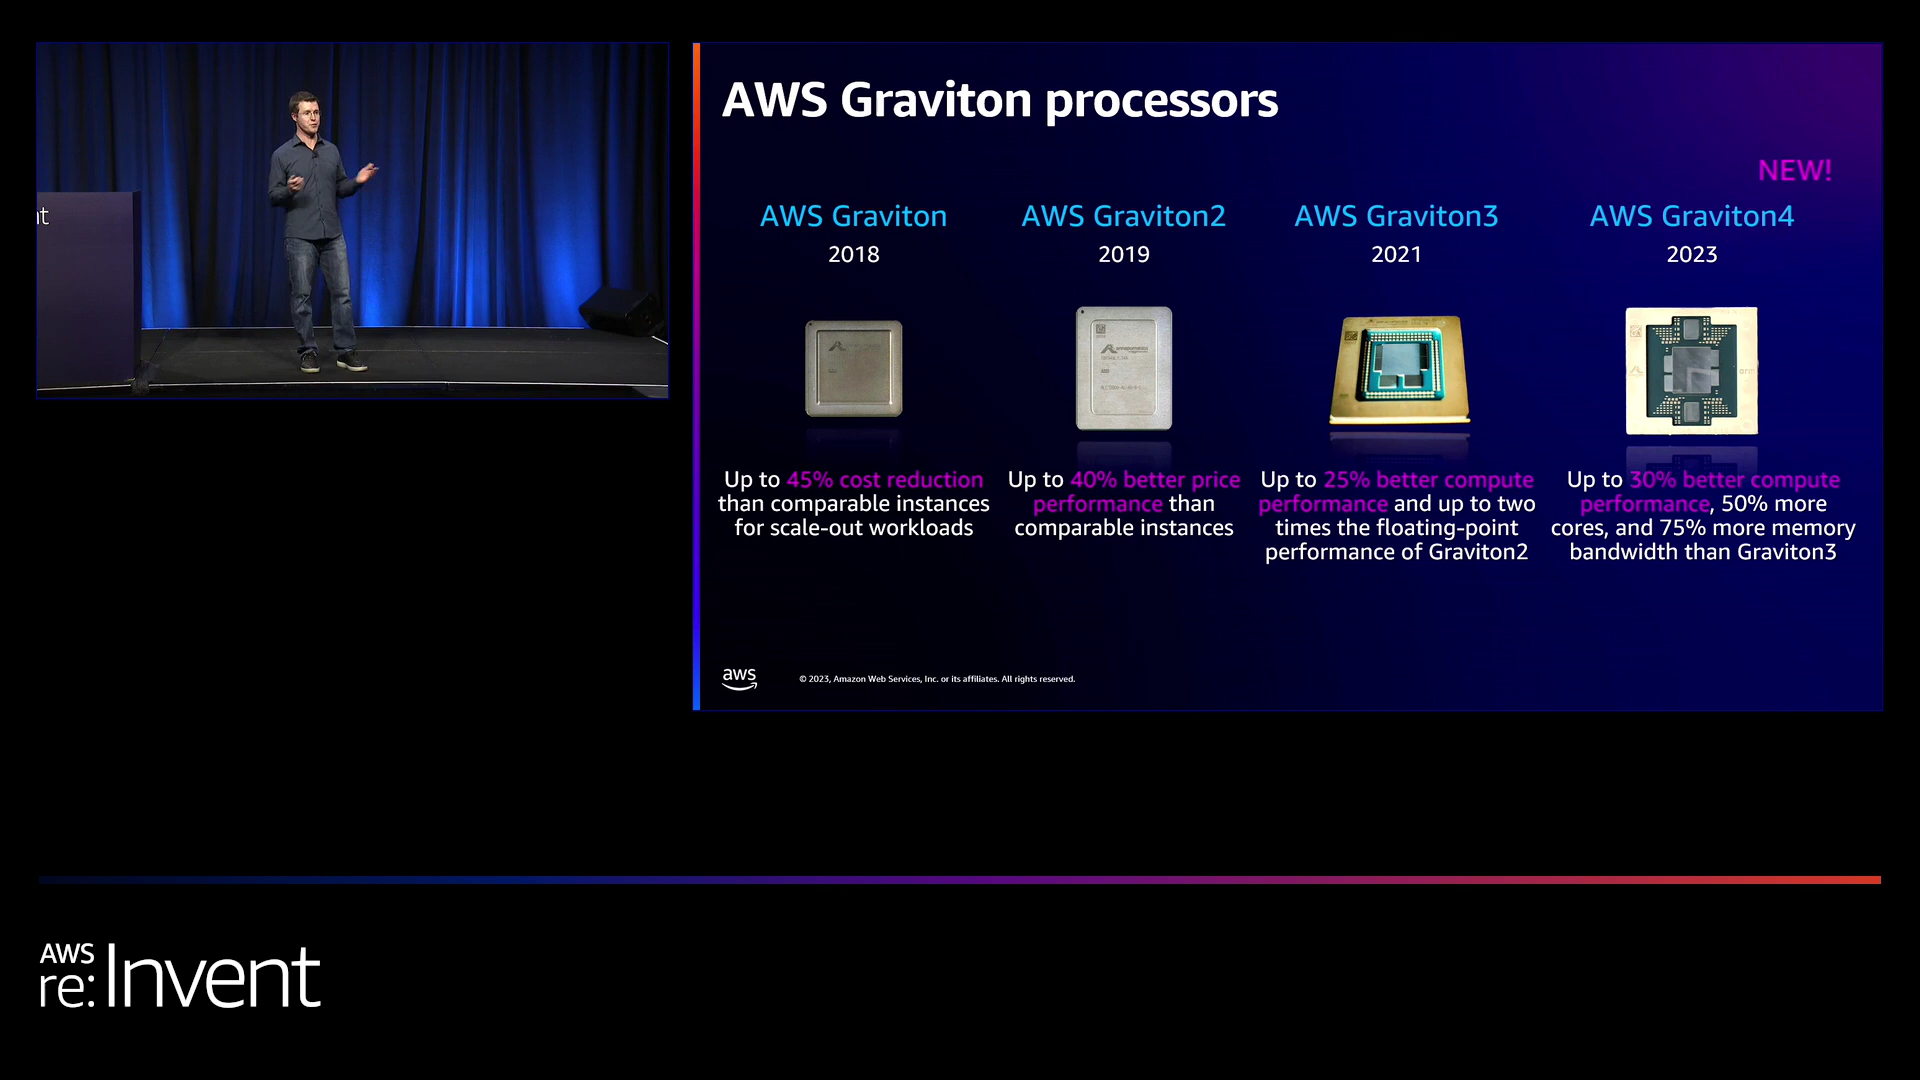 nt
AWS Graviton processors
NEW!
AWS Graviton
2018
AWS Graviton2
2019
AWS Graviton3
2021
AWS Graviton4
2023
Up to 45% cost reduction
than comparable instances
for scale-out workloads
Up to 40% better price
performance than
comparable instances
Up to 25% better compute
performance and up to two
times the floating-point
performance of Graviton2
Up to 30% better compute
performance, 50% more
cores, and 75% more memory
bandwidth than Graviton3
aws
© 2023, Amazon Web Services, Inc. or its affiliates. All rights reserved.
AWS
re:Invent